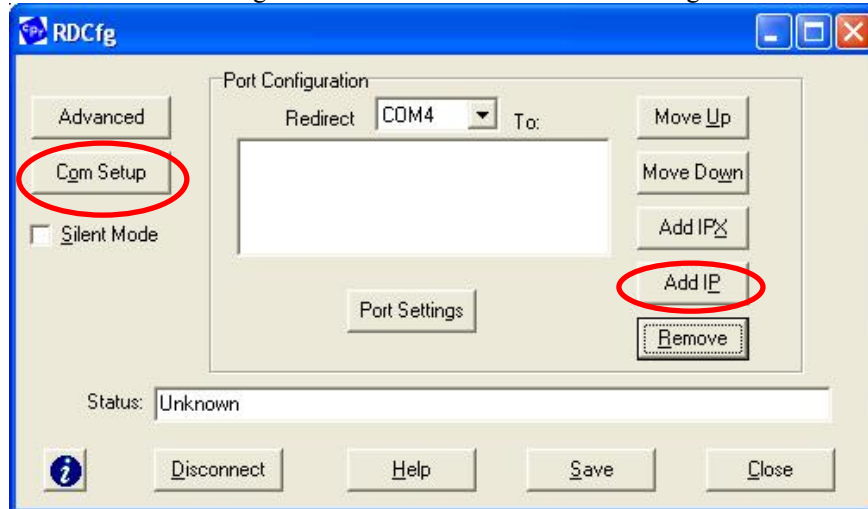 RDCfg
Port Configuration
Advanced
Redirect COM4 To:
Move Up
Com Setup
Move Down
Silent Mode
Add IPX
Add IP
Port Settings
Remove
Status: Unknown
Disconnect Help Save Close